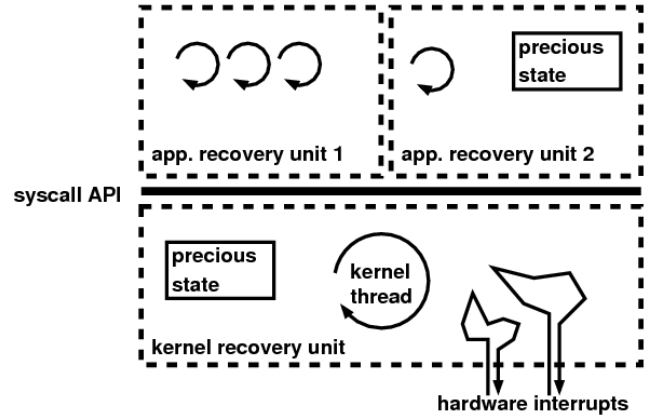 precious
state
app. recovery unit 1
app. recovery unit 2
syscall API
precious
state
kernel
thread
kernel recovery unit
hardware interrupts